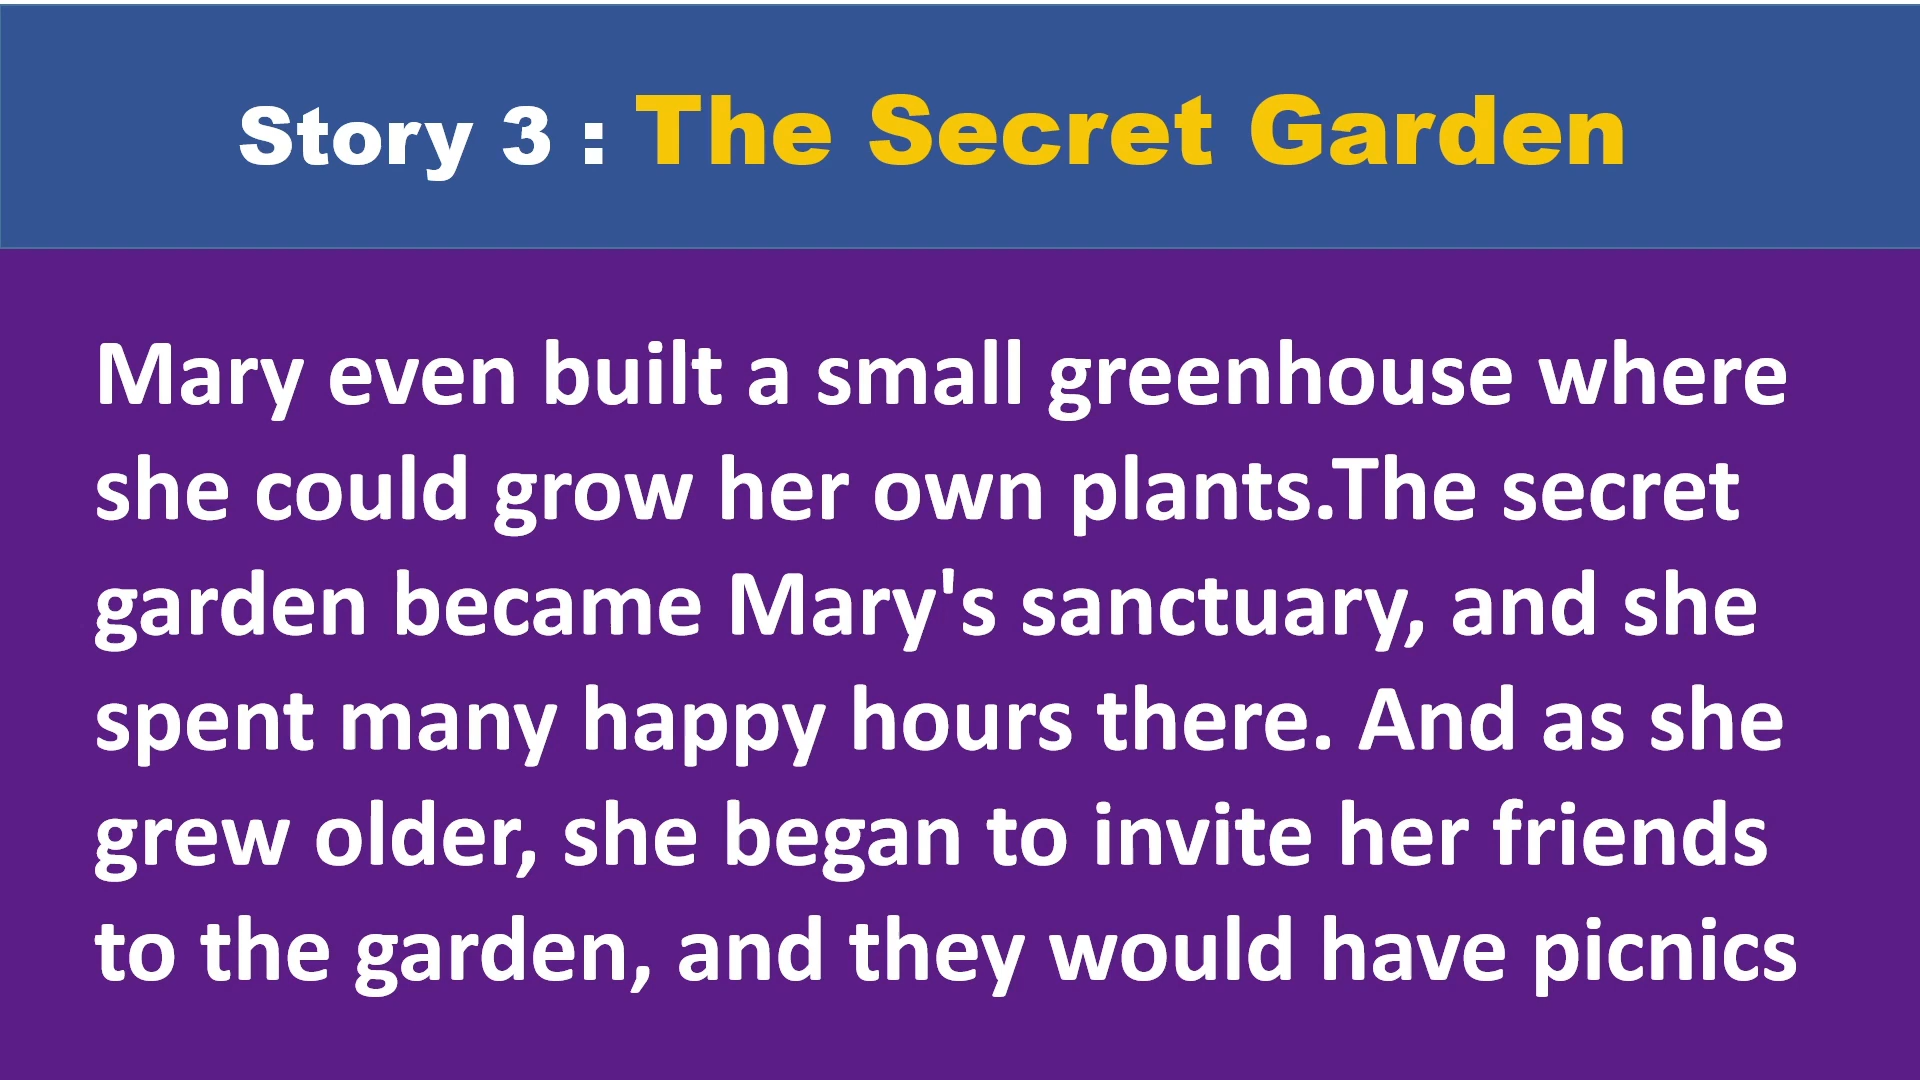 Story 3 : The Secret Garden
Mary even built a small greenhouse where
she could grow her own plants.The secret
garden became Mary's sanctuary, and she
spent many happy hours there. And as she
grew older, she began to invite her friends
to the garden, and they would have picnics